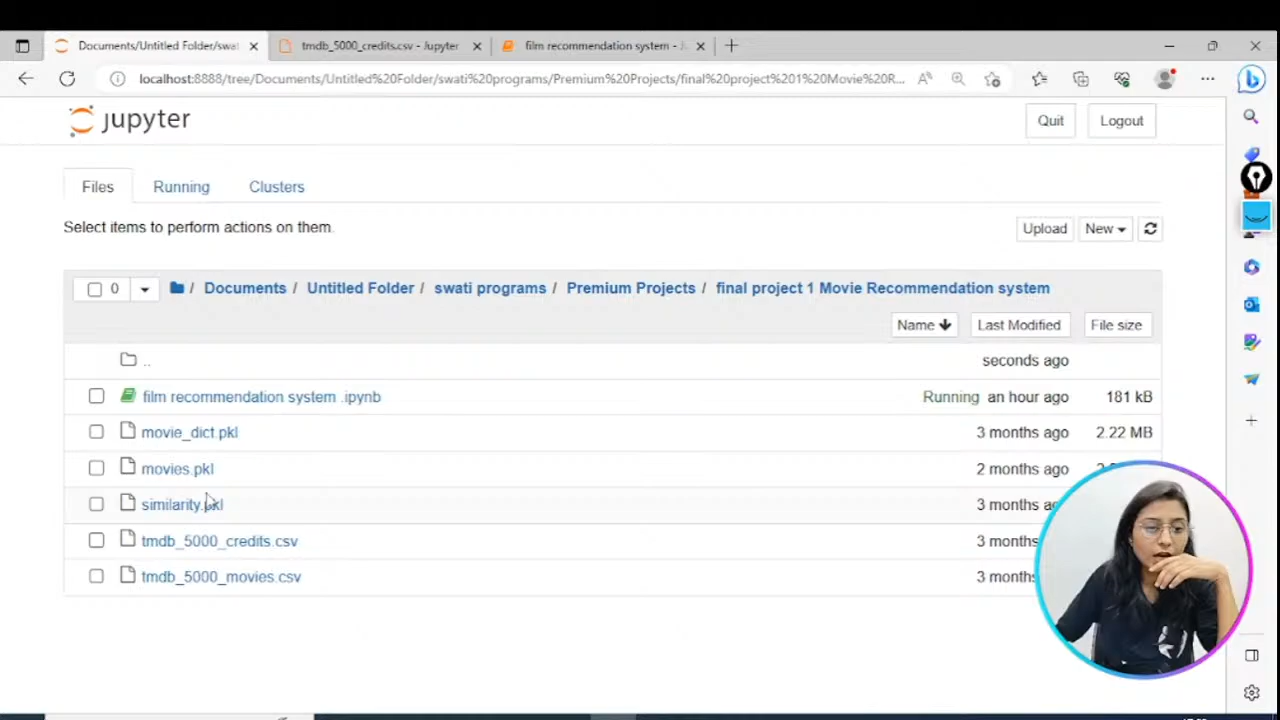 Documents/Untitled Folder/swat
tmdb_5000_credits.csv - Jupyter
film recommendation system - J
localhost:8888/tree/Documents/Untitled%20Folder/swati%20programs/Premium%20Projects/final%20project%201%20Movie%20R...
jupyter
Quit
Logout
Files
Running
Clusters
Select items to perform actions on them.
Upload
New
0
/ Documents / Untitled Folder / swati programs / Premium Projects / final project 1 Movie Recommendation system
Name
Last Modified
File size
..
seconds ago
film recommendation system .ipynb
Running an hour ago
181 kB
movie_dict.pkl
3 months ago
2.22 MB
movies.pkl
2 months ago
similarity.pkl
3 months
tmdb_5000_credits.csv
3 months
tmdb_5000_movies.csv
3 months